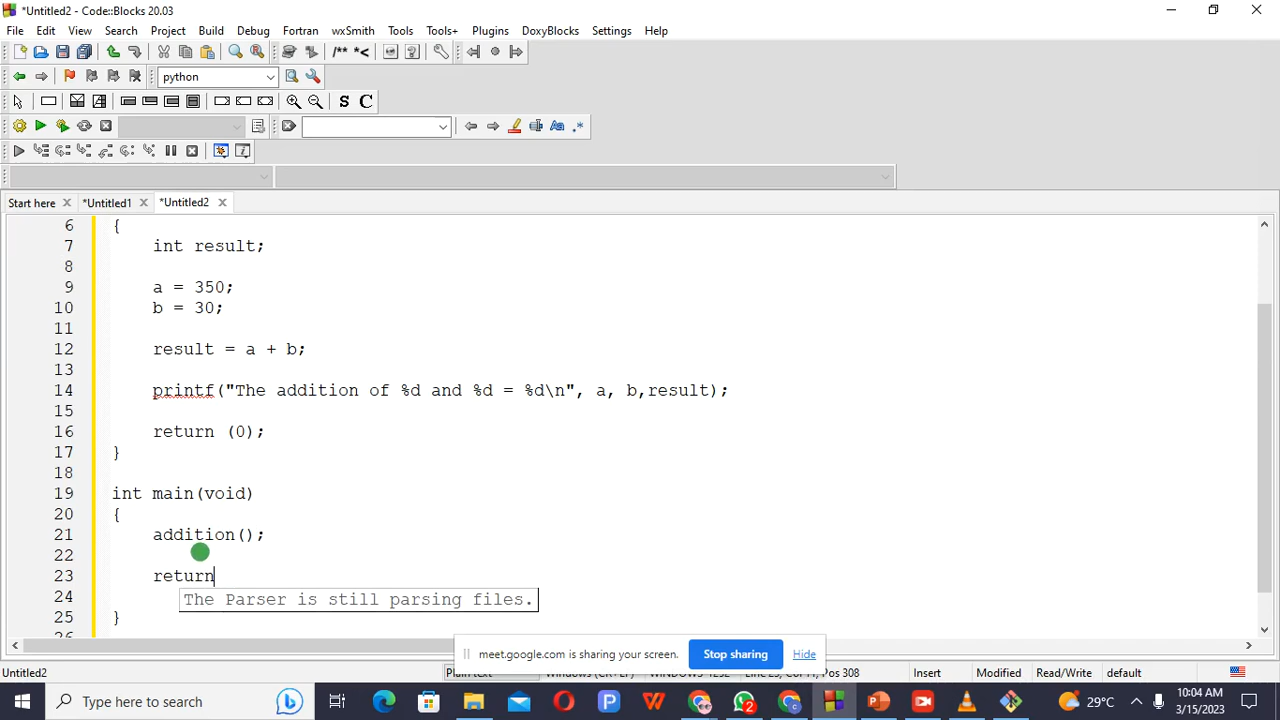 *Untitled2 - Code::Blocks 20.03
File Edit View Search Project Build Debug Fortran wxSmith Tools Tools+ Plugins DoxyBlocks Settings Help
/** *<
python
S C
Aa .*
Start here *Untitled1 *Untitled2
6 {
7 int result;
8
9 a = 350;
10 b = 30;
11
12 result = a + b;
13
14 printf("The addition of %d and %d = %d\n", a, b,result);
15
16 return (0);
17 }
18
19 int main(void)
20 {
21 addition();
22
23 return
24 The Parser is still parsing files.
25 }
26
meet.google.com is sharing your screen. Stop sharing Hide
Untitled2 Plain text Insert Modified Read/Write default
Type here to search 2 29°C 10:04 AM
3/15/2023